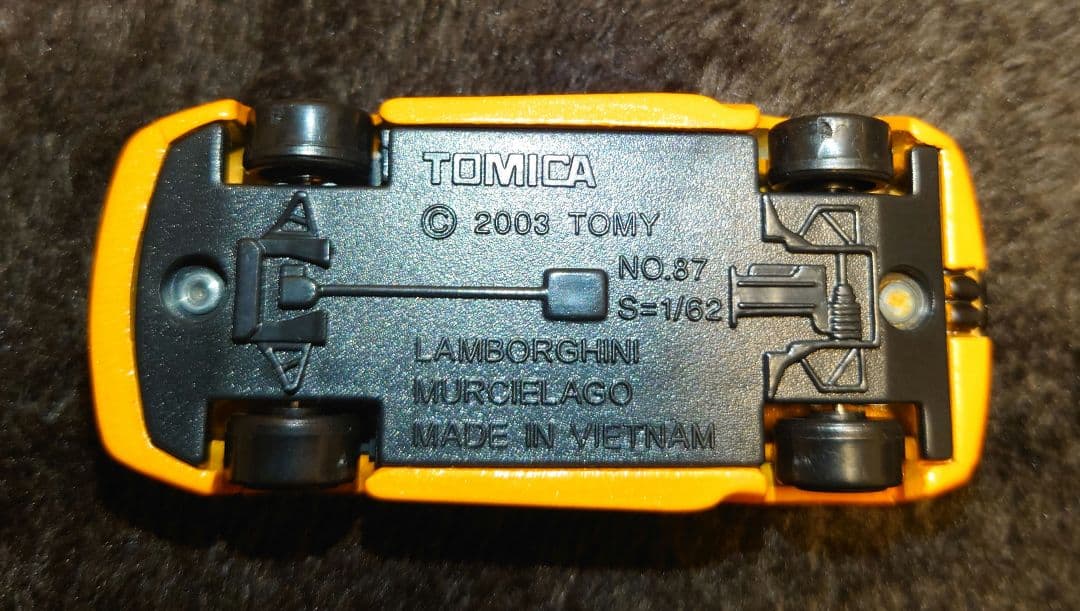 TOMICA
© 2003 TOMY
NO.87
S=1/62
LAMBORGHINI
MURCIELAGO
MADE IN VIETNAM